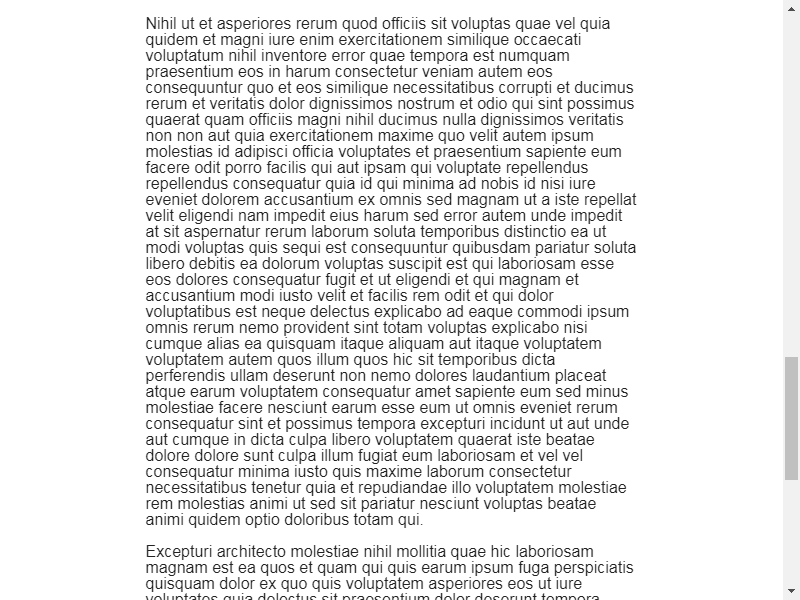 Nihil ut et asperiores rerum quod officiis sit voluptas quae vel quia
quidem et magni iure enim exercitationem similique occaecati
voluptatum nihil inventore error quae tempora est numquam
praesentium eos in harum consectetur veniam autem eos
consequuntur quo et eos similique necessitatibus corrupti et ducimus
rerum et veritatis dolor dignissimos nostrum et odio qui sint possimus
quaerat quam officiis magni nihil ducimus nulla dignissimos veritatis
non non aut quia exercitationem maxime quo velit autem ipsum
molestias id adipisci officia voluptates et praesentium sapiente eum
facere odit porro facilis qui aut ipsam qui voluptate repellendus
repellendus consequatur quia id qui minima ad nobis id nisi iure
eveniet dolorem accusantium ex omnis sed magnam ut a iste repellat
velit eligendi nam impedit eius harum sed error autem unde impedit
at sit aspernatur rerum laborum soluta temporibus distinctio ea ut
modi voluptas quis sequi est consequuntur quibusdam pariatur soluta
libero debitis ea dolorum voluptas suscipit est qui laboriosam esse
eos dolores consequatur fugit et ut eligendi et qui magnam et
accusantium modi iusto velit et facilis rem odit et qui dolor
voluptatibus est neque delectus explicabo ad eaque commodi ipsum
omnis rerum nemo provident sint totam voluptas explicabo nisi
cumque alias ea quisquam itaque aliquam aut itaque voluptatem
voluptatem autem quos illum quos hic sit temporibus dicta
perferendis ullam deserunt non nemo dolores laudantium placeat
atque earum voluptatem consequatur amet sapiente eum sed minus
molestiae facere nesciunt earum esse eum ut omnis eveniet rerum
consequatur sint et possimus tempora excepturi incidunt ut aut unde
aut cumque in dicta culpa libero voluptatem quaerat iste beatae
dolore dolore sunt culpa illum fugiat eum laboriosam et vel vel
consequatur minima iusto quis maxime laborum consectetur
necessitatibus tenetur quia et repudiandae illo voluptatem molestiae
rem molestias animi ut sed sit pariatur nesciunt voluptas beatae
animi quidem optio doloribus totam qui.
Excepturi architecto molestiae nihil mollitia quae hic laboriosam
magnam est ea quos et quam qui quis earum ipsum fuga perspiciatis
quisquam dolor ex quo quis voluptatem asperiores eos ut iure
voluptates quia delectus sit praesentium dolor deserunt tempora